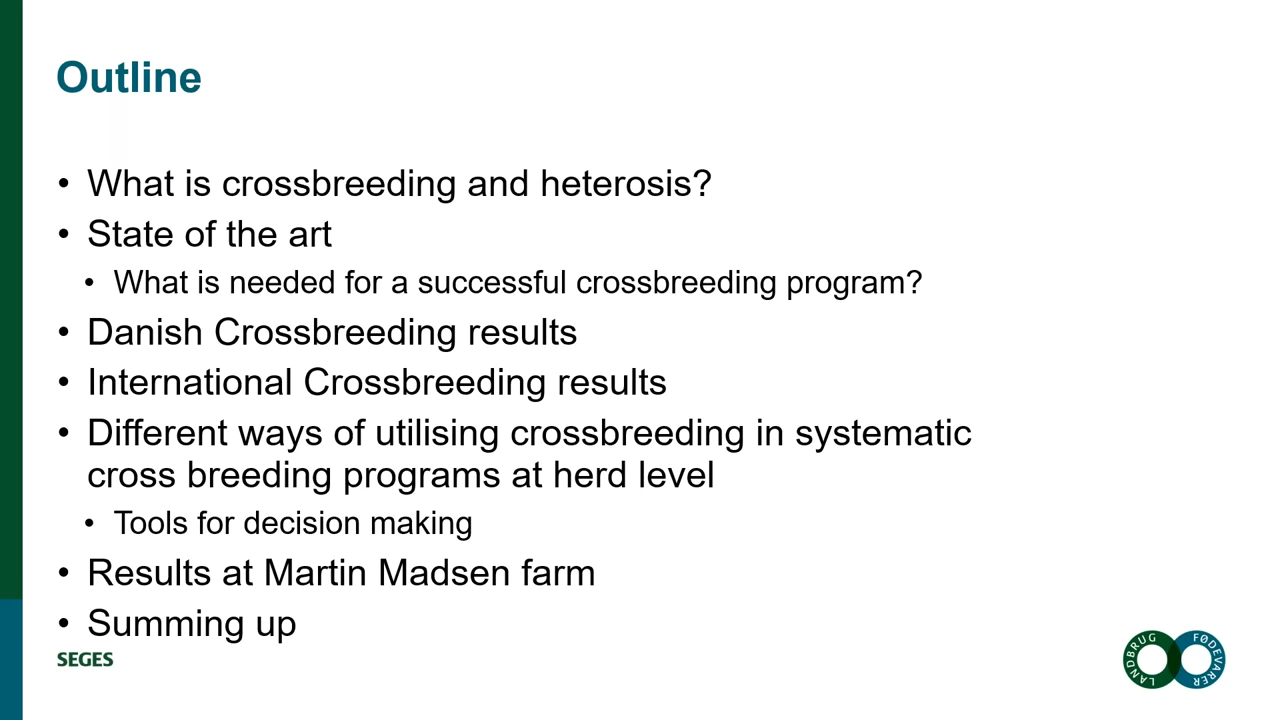 Outline
• What is crossbreeding and heterosis?
• State of the art
• What is needed for a successful crossbreeding program?
• Danish Crossbreeding results
• International Crossbreeding results
• Different ways of utilising crossbreeding in systematic
cross breeding programs at herd level
• Tools for decision making
• Results at Martin Madsen farm
• Summing up
SEGES
LANDBRUG
FØDEVARER